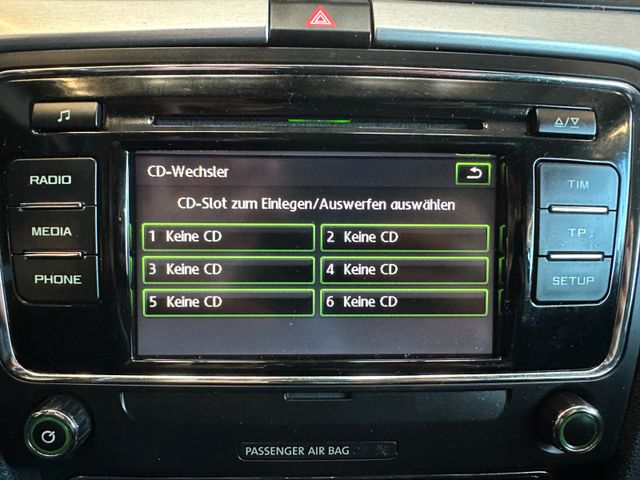 CD-Wechsler
CD-Slot zum Einlegen/Auswerfen auswählen
1 Keine CD
2 Keine CD
3 Keine CD
4 Keine CD
5 Keine CD
6 Keine CD
RADIO
MEDIA
PHONE
TIM
TP
SETUP
PASSENGER AIR BAG